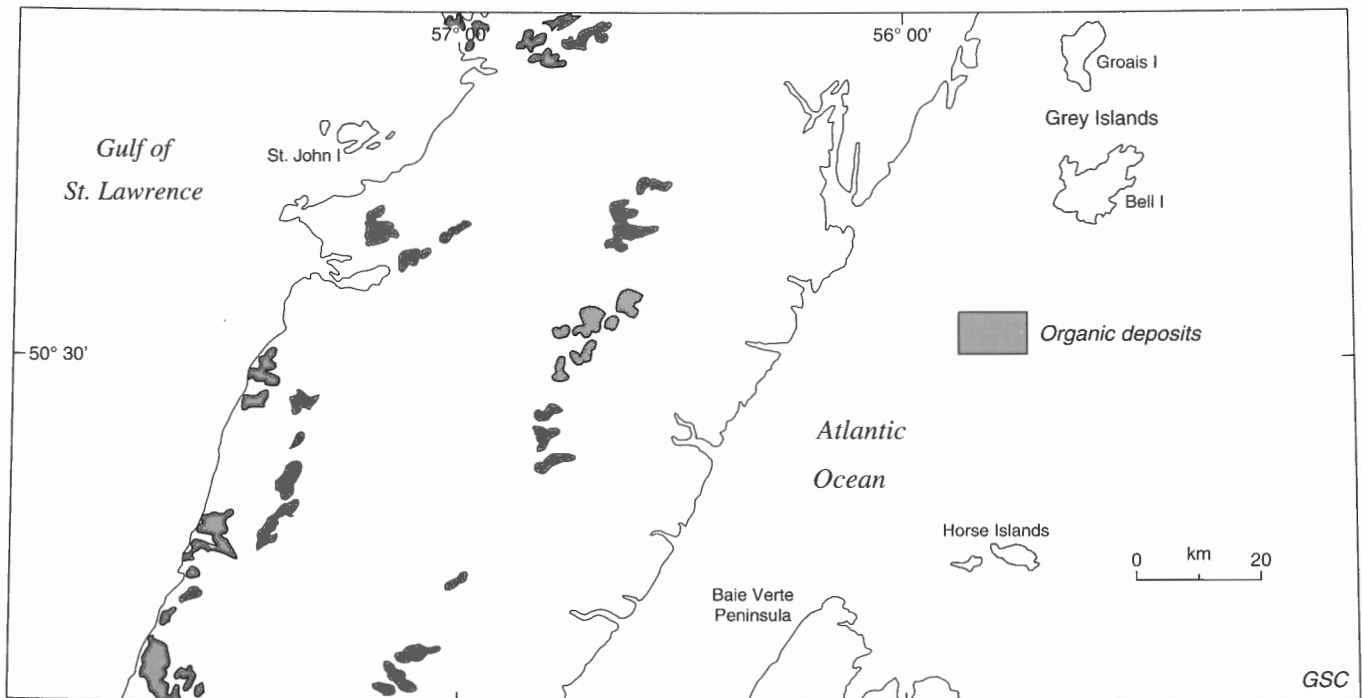 57° 00'
56° 00'
Groais I
Grey Islands
Gulf of
St. Lawrence
St. John I
Bell I
50° 30'
Organic deposits
Atlantic
Ocean
Horse Islands
0 km 20
Baie Verte
Peninsula
GSC